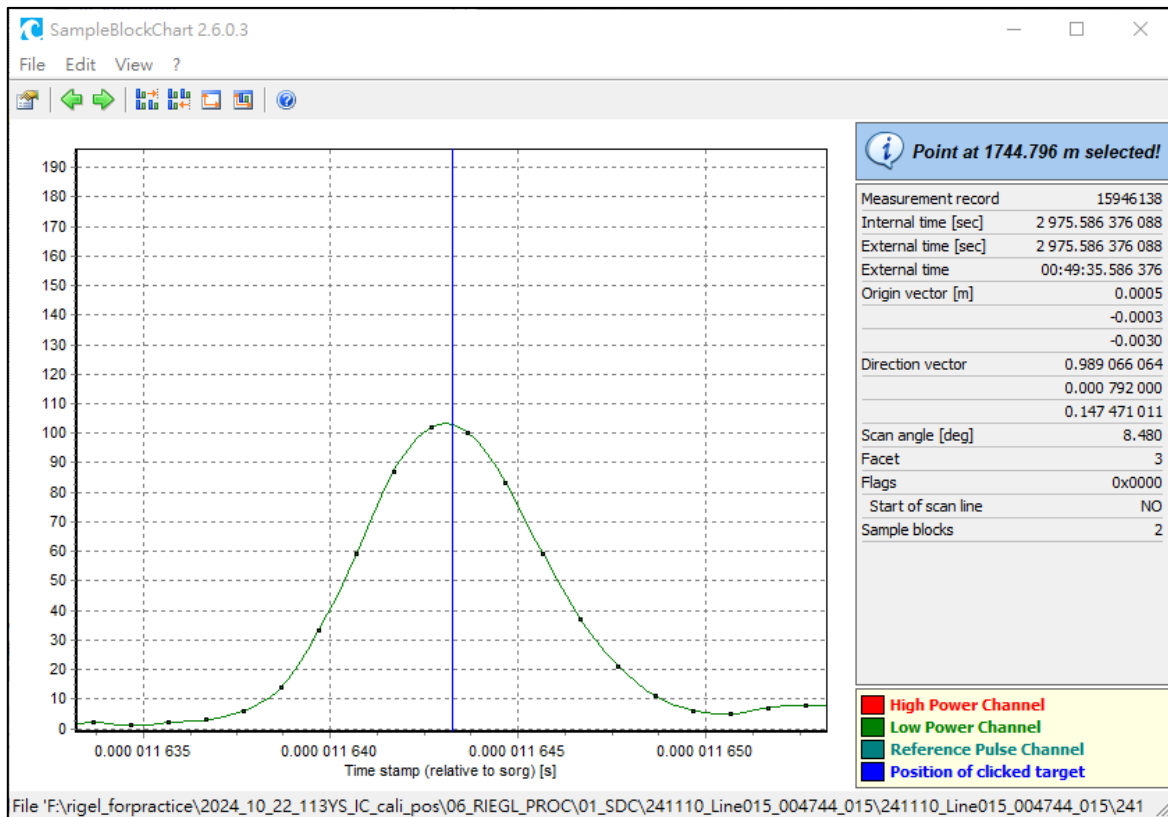 SampleBlockChart 2.6.0.3
File Edit View ?
Point at 1744.796 m selected!
190
180
170
160
150
140
130
120
110
100
90
80
70
60
50
40
30
20
10
0
0.000 011 635 0.000 011 640 0.000 011 645 0.000 011 650
Time stamp (relative to sorg) [s]
Measurement record 15946138
Internal time [sec] 2 975.586 376 088
External time [sec] 2 975.586 376 088
External time 00:49:35.586 376
Origin vector [m] 0.0005
-0.0003
-0.0030
Direction vector 0.989 066 064
0.000 792 000
0.147 471 011
Scan angle [deg] 8.480
Facet 3
Flags 0x0000
Start of scan line NO
Sample blocks 2
High Power Channel
Low Power Channel
Reference Pulse Channel
Position of clicked target
File 'F:\rigel_forpractice\2024_10_22_113YS_IC_cali_pos\06_RIEGL_PROC\01_SDC\241110_Line015_004744_015\241110_Line015_004744_015\241